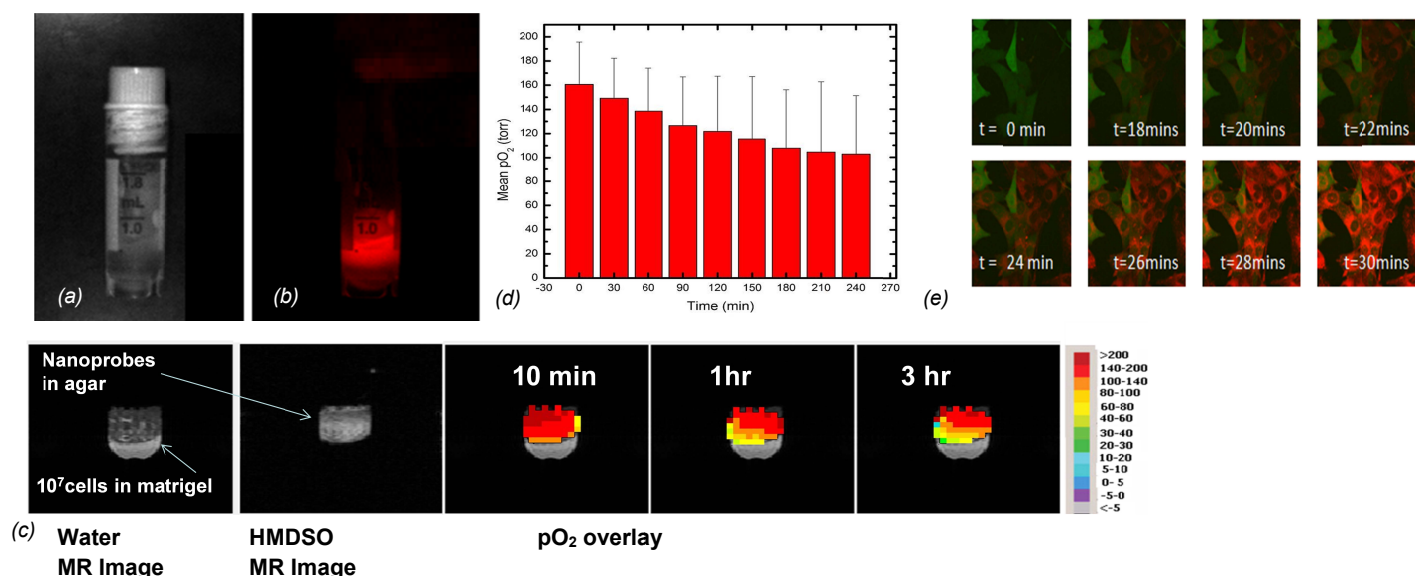 1.8
mL
1.0
(a)
1.0
(b)
200
180
160
140
120
100
80
60
40
20
0
Mean pO2 (torr)
-30 0 30 60 90 120 150 180 210 240 270
Time (min)
(d)
t = 0 min
t=18mins
t=20mins
t=22mins
t = 24 min
t=26mins
t=28mins
t=30mins
(e)
Nanoprobes
in agar
10⁷cells in matrigel
10 min
1hr
3 hr
>200
140-200
100-140
80-100
60-80
40-60
30-40
20-30
10-20
5-10
0-5
-5-0
<-5
(c)
Water
MR Image
HMDSO
MR Image
pO₂ overlay